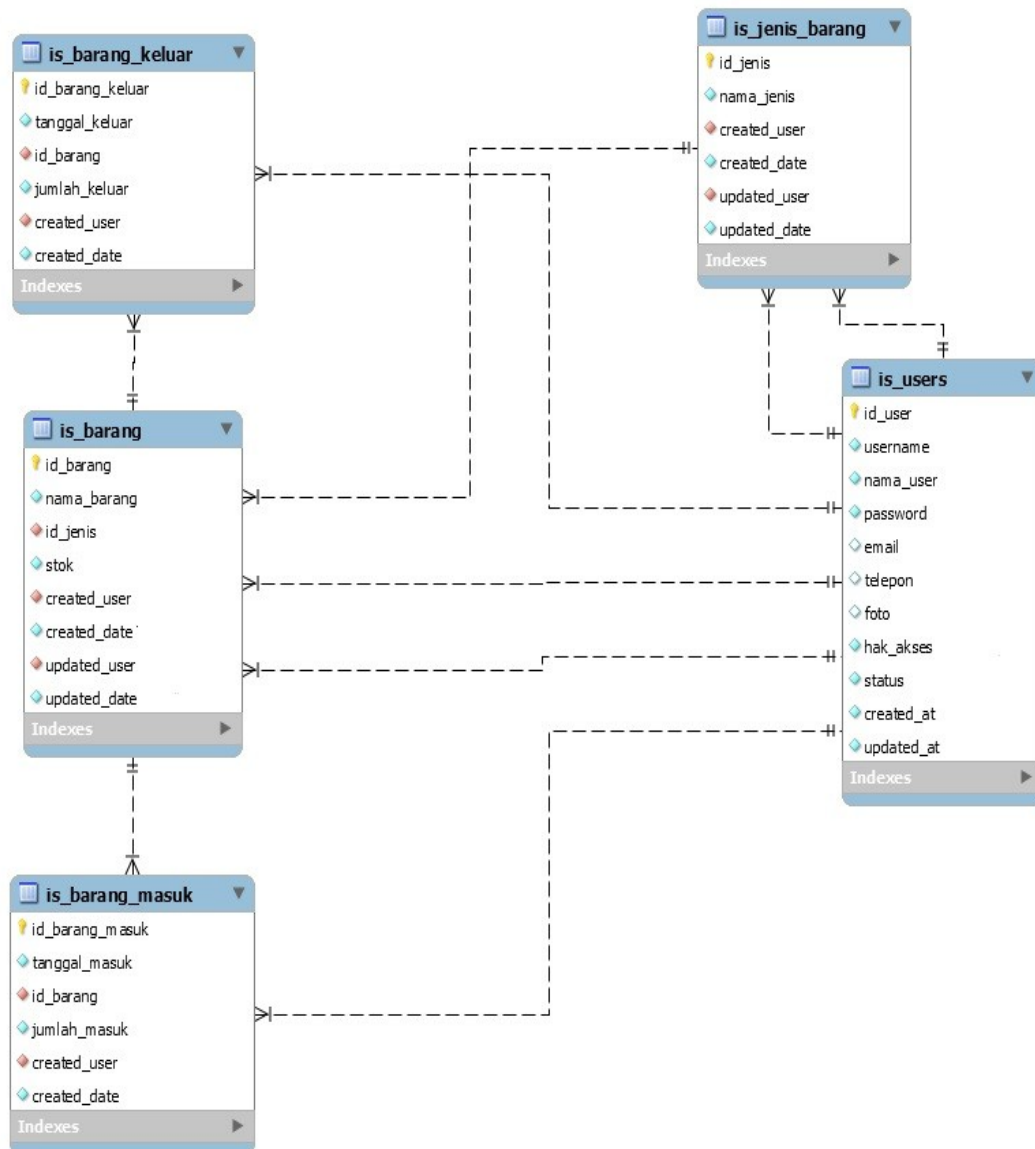 is_barang_keluar
id_barang_keluar
tanggal_keluar
id_barang
jumlah_keluar
created_user
created_date
Indexes
is_jenis_barang
id_jenis
nama_jenis
created_user
created_date
updated_user
updated_date
Indexes
is_barang
id_barang
nama_barang
id_jenis
stok
created_user
created_date
updated_user
updated_date
Indexes
is_users
id_user
username
nama_user
password
email
telepon
foto
hak_akses
status
created_at
updated_at
Indexes
is_barang_masuk
id_barang_masuk
tanggal_masuk
id_barang
jumlah_masuk
created_user
created_date
Indexes